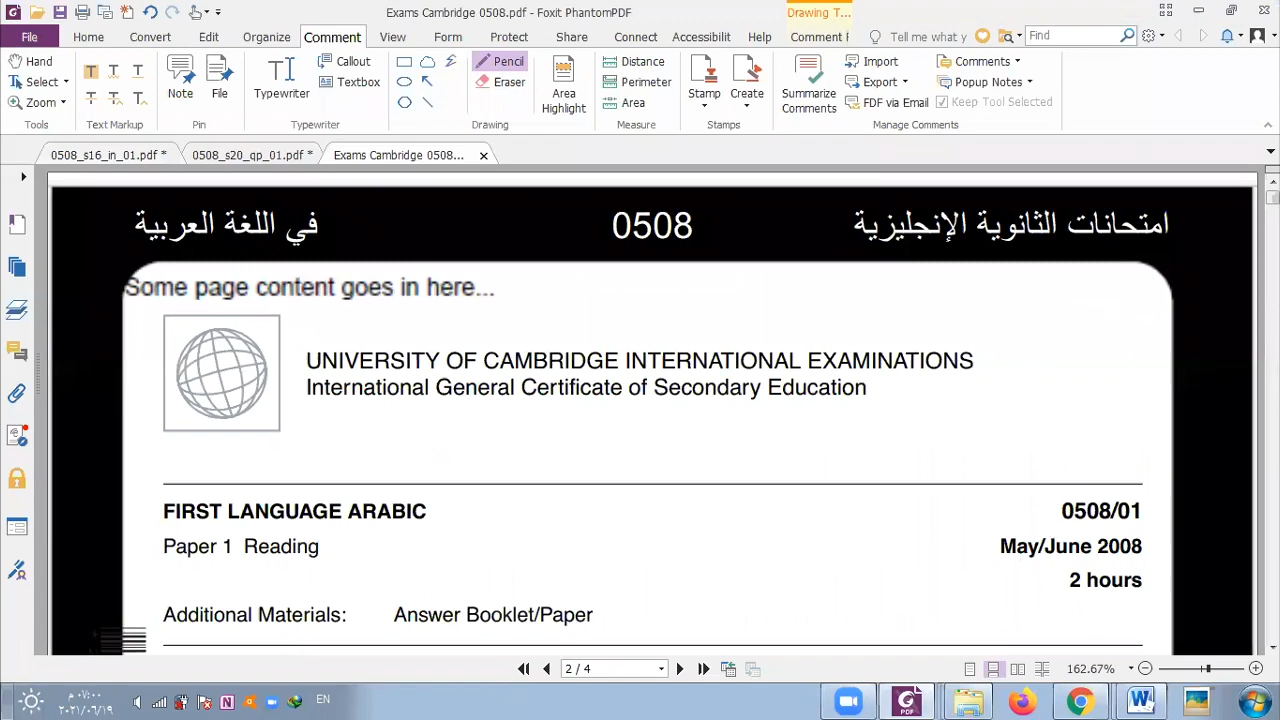 Exams Cambridge 0508.pdf - Foxit PhantomPDF
Drawing T...
File
Home
Convert
Edit
Organize
Comment
View
Form
Protect
Share
Connect
Accessibilit
Help
Comment F
Tell me what y
Find
Hand
Select
Zoom
Tools
Text Markup
Note
File
Pin
Typewriter
Callout
Textbox
Typewriter
Pencil
Eraser
Drawing
Area
Highlight
Distance
Perimeter
Area
Measure
Stamp
Create
Stamps
Summarize
Comments
Import
Export
FDF via Email
Comments
Popup Notes
Keep Tool Selected
Manage Comments
0508_s16_in_01.pdf *
0508_s20_qp_01.pdf *
Exams Cambridge 0508...
امتحانات الثانوية الإنجليزية
0508
في اللغة العربية
Some page content goes in here...
UNIVERSITY OF CAMBRIDGE INTERNATIONAL EXAMINATIONS
International General Certificate of Secondary Education
FIRST LANGUAGE ARABIC
0508/01
Paper 1 Reading
May/June 2008
2 hours
Additional Materials:
Answer Booklet/Paper
2 / 4
162.67%
EN
٠٧:٠٠ م
٢٠٢١/٠٦/١٩
PDF